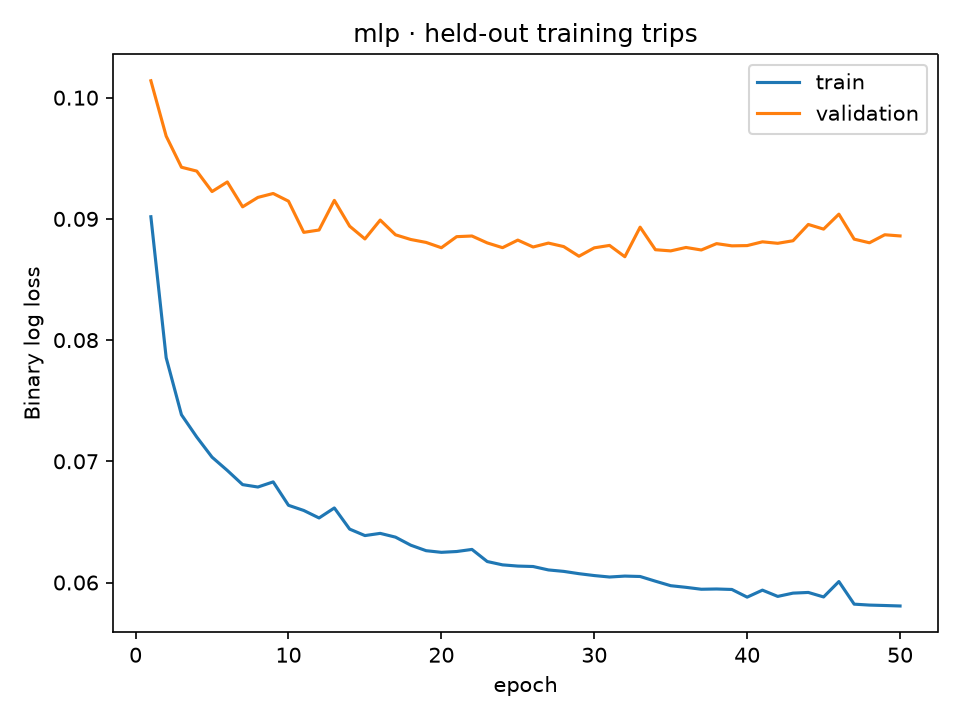 mlp · held-out training trips
train
validation
Binary log loss
0.10
0.09
0.08
0.07
0.06
0
10
20
30
40
50
epoch